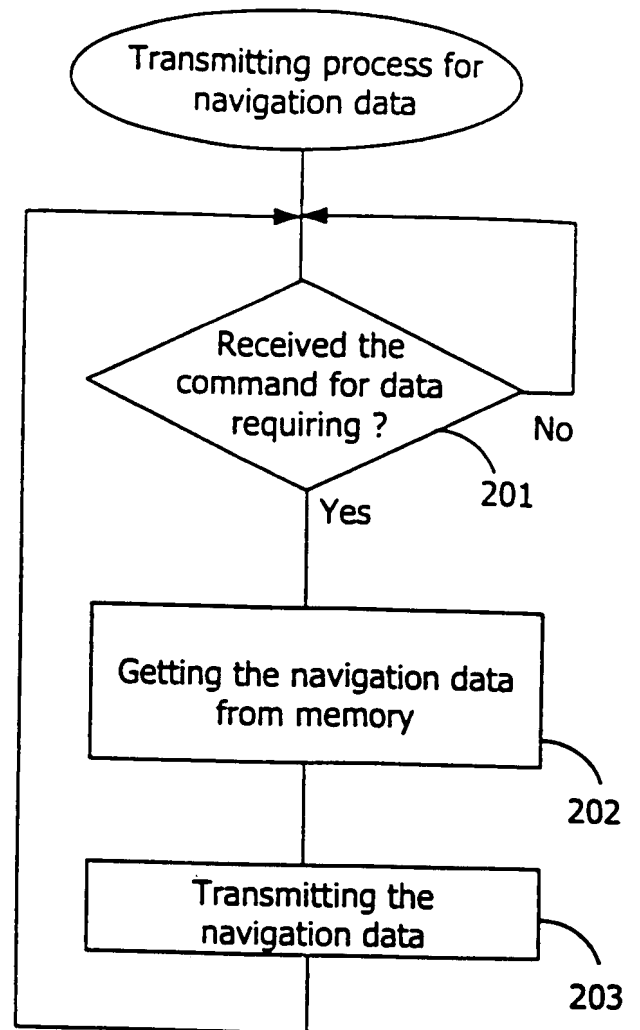 Transmitting process for
navigation data
Received the
command for data
requiring ?
No
201
Yes
Getting the navigation data
from memory
202
Transmitting the
navigation data
203